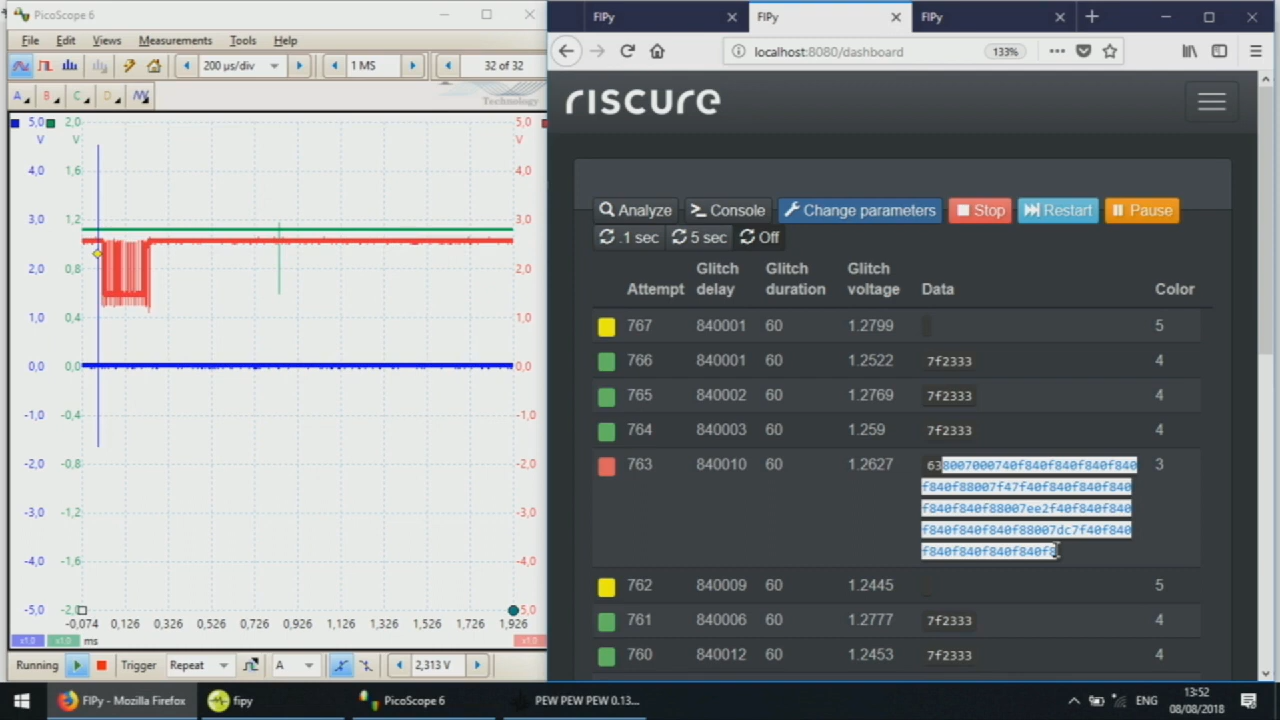 PicoScope 6
File Edit Views Measurements Tools Help
200 µs/div 1 MS 32 of 32
A B C D
Technology
5,0 2,0 5,0
V V V
4,0 1,6 4,0
3,0 1,2 3,0
2,0 0,8 2,0
1,0 0,4 1,0
0,0 0,0 0,0
-1,0 -0,4 -1,0
-2,0 -0,8 -2,0
-3,0 -1,2 -3,0
-4,0 -1,6 -4,0
-5,0 -2,0 -5,0
-0,074 0,126 0,326 0,526 0,726 0,926 1,126 1,326 1,526 1,726 1,926
x1.0 x1.0 ms x1.0
Running Trigger Repeat A 2,313 V
FIPy FIPy FIPy
localhost:8080/dashboard 133%
riscure
Analyze Console Change parameters Stop Restart Pause
.1 sec 5 sec Off
Attempt Glitch delay Glitch duration Glitch voltage Data Color
767 840001 60 1.2799 5
766 840001 60 1.2522 7f2333 4
765 840002 60 1.2769 7f2333 4
764 840003 60 1.259 7f2333 4
763 840010 60 1.2627 638007000740f840f840f840f840 3
f840f88007f47f40f840f840f840
f840f840f88007ee2f40f840f840
f840f840f840f88007dc7f40f840
f840f840f840f840f8
762 840009 60 1.2445 5
761 840006 60 1.2777 7f2333 4
760 840012 60 1.2453 7f2333 4
FIPy - Mozilla Firefox fipy PicoScope 6 PEW PEW PEW 0.13... ENG 13:52
08/08/2018